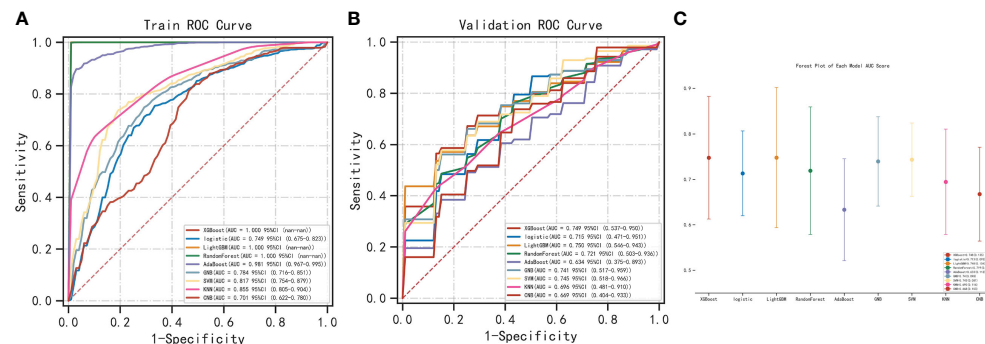 A
Train ROC Curve
Sensitivity
1.0
0.8
0.6
0.4
0.2
0.0
XGBoost(AUC = 1.000 95%CI (nan-nan))
logistic(AUC = 0.749 95%CI (0.675-0.823))
LightGBM(AUC = 1.000 95%CI (nan-nan))
RandomForest(AUC = 1.000 95%CI (nan-nan))
AdaBoost(AUC = 0.981 95%CI (0.967-0.995))
GNB(AUC = 0.784 95%CI (0.716-0.851))
SVM(AUC = 0.817 95%CI (0.754-0.879))
KNN(AUC = 0.855 95%CI (0.805-0.904))
CNB(AUC = 0.701 95%CI (0.622-0.780))
0.0 0.2 0.4 0.6 0.8 1.0
1-Specificity
B
Validation ROC Curve
Sensitivity
1.0
0.8
0.6
0.4
0.2
0.0
XGBoost(AUC = 0.749 95%CI (0.537-0.950))
logistic(AUC = 0.715 95%CI (0.471-0.951))
LightGBM(AUC = 0.750 95%CI (0.546-0.943))
RandomForest(AUC = 0.721 95%CI (0.503-0.936))
AdaBoost(AUC = 0.634 95%CI (0.375-0.893))
GNB(AUC = 0.741 95%CI (0.517-0.959))
SVM(AUC = 0.745 95%CI (0.518-0.966))
KNN(AUC = 0.696 95%CI (0.481-0.910))
CNB(AUC = 0.669 95%CI (0.404-0.933))
0.0 0.2 0.4 0.6 0.8 1.0
1-Specificity
C
Forest Plot of Each Model AUC Score
0.9
0.8
0.7
0.6
0.5
XGBoost logistic LightGBM RandomForest AdaBoost GNB SVM KNN CNB